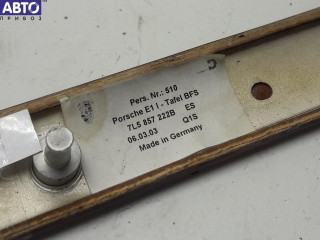 АВТО
ПРИВОЗ
Pers. Nr.: 510
Porsche E1 I - Tafel BFS
7L5 857 222B ES
06.03.03 Q1S
Made in Germany